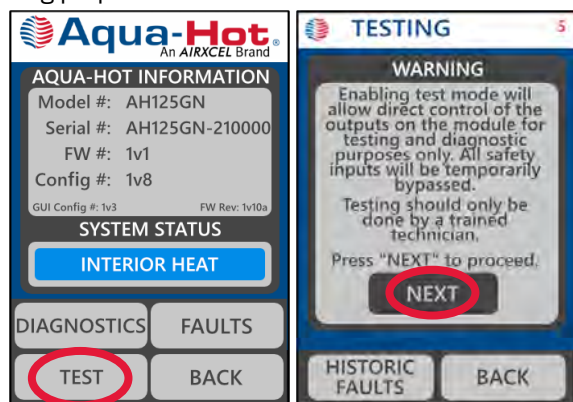 Aqua-Hot®
An AIRXCEL Brand
AQUA-HOT INFORMATION
Model #: AH125GN
Serial #: AH125GN-210000
FW #: 1v1
Config #: 1v8
GUI Config #: 1v3 FW Rev: 1v10a
SYSTEM STATUS
INTERIOR HEAT
DIAGNOSTICS FAULTS
TEST BACK
TESTING 5
WARNING
Enabling test mode will
allow direct control of the
outputs on the module for
testing and diagnostic
purposes only. All safety
inputs will be temporarily
bypassed.
Testing should only be
done by a trained
technician.
Press "NEXT" to proceed.
NEXT
HISTORIC
FAULTS
BACK